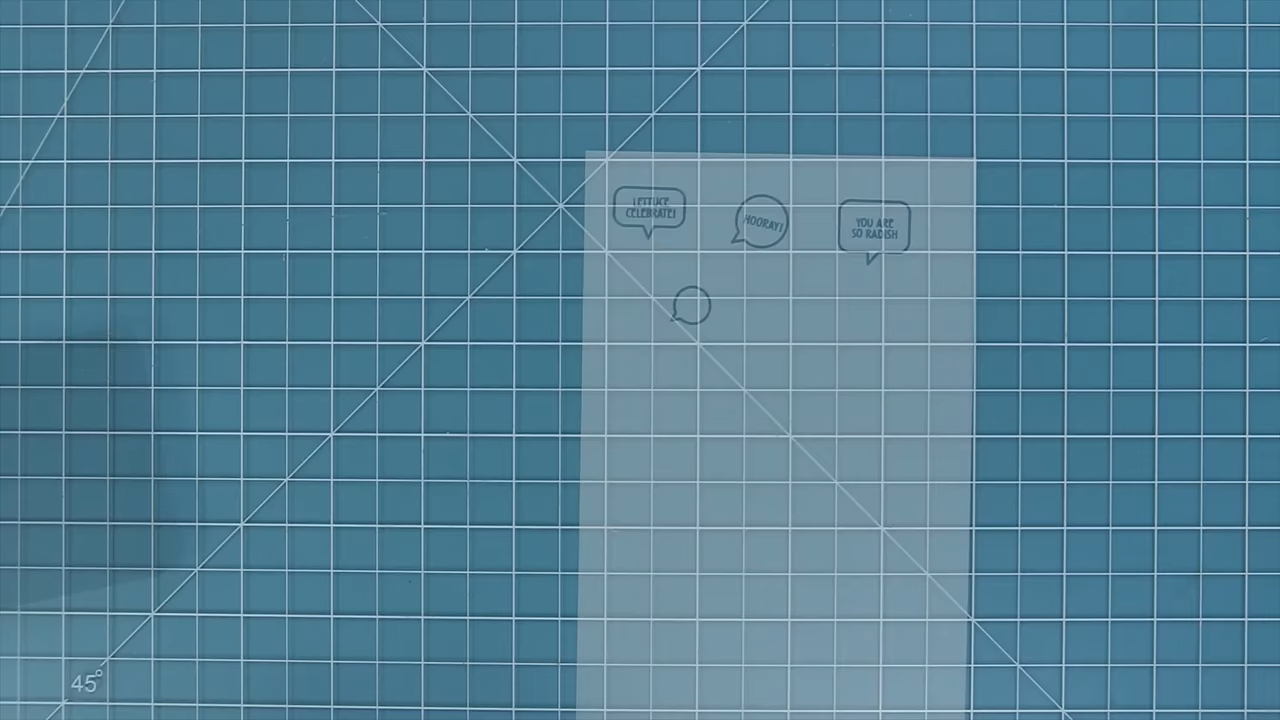 LETTUCE
CELEBRATE!
HOORAY!
YOU ARE
SO RADISH
45°